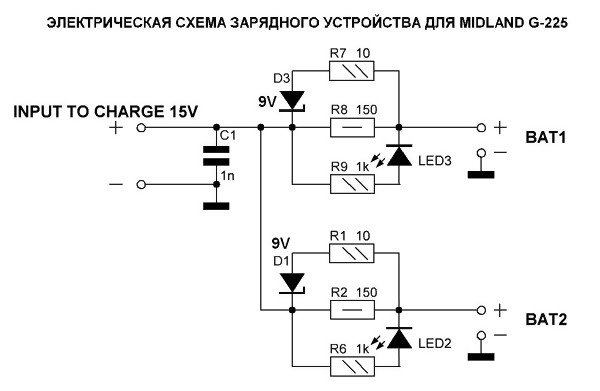 ЭЛЕКТРИЧЕСКАЯ СХЕМА ЗАРЯДНОГО УСТРОЙСТВА ДЛЯ MIDLAND G-225
R7 10
D3
9V
INPUT TO CHARGE 15V
R8 150
+
C1
+
BAT1
−
LED3
R9 1k
−
1n
9V
R1 10
D1
R2 150
+
BAT2
−
LED2
R6 1k